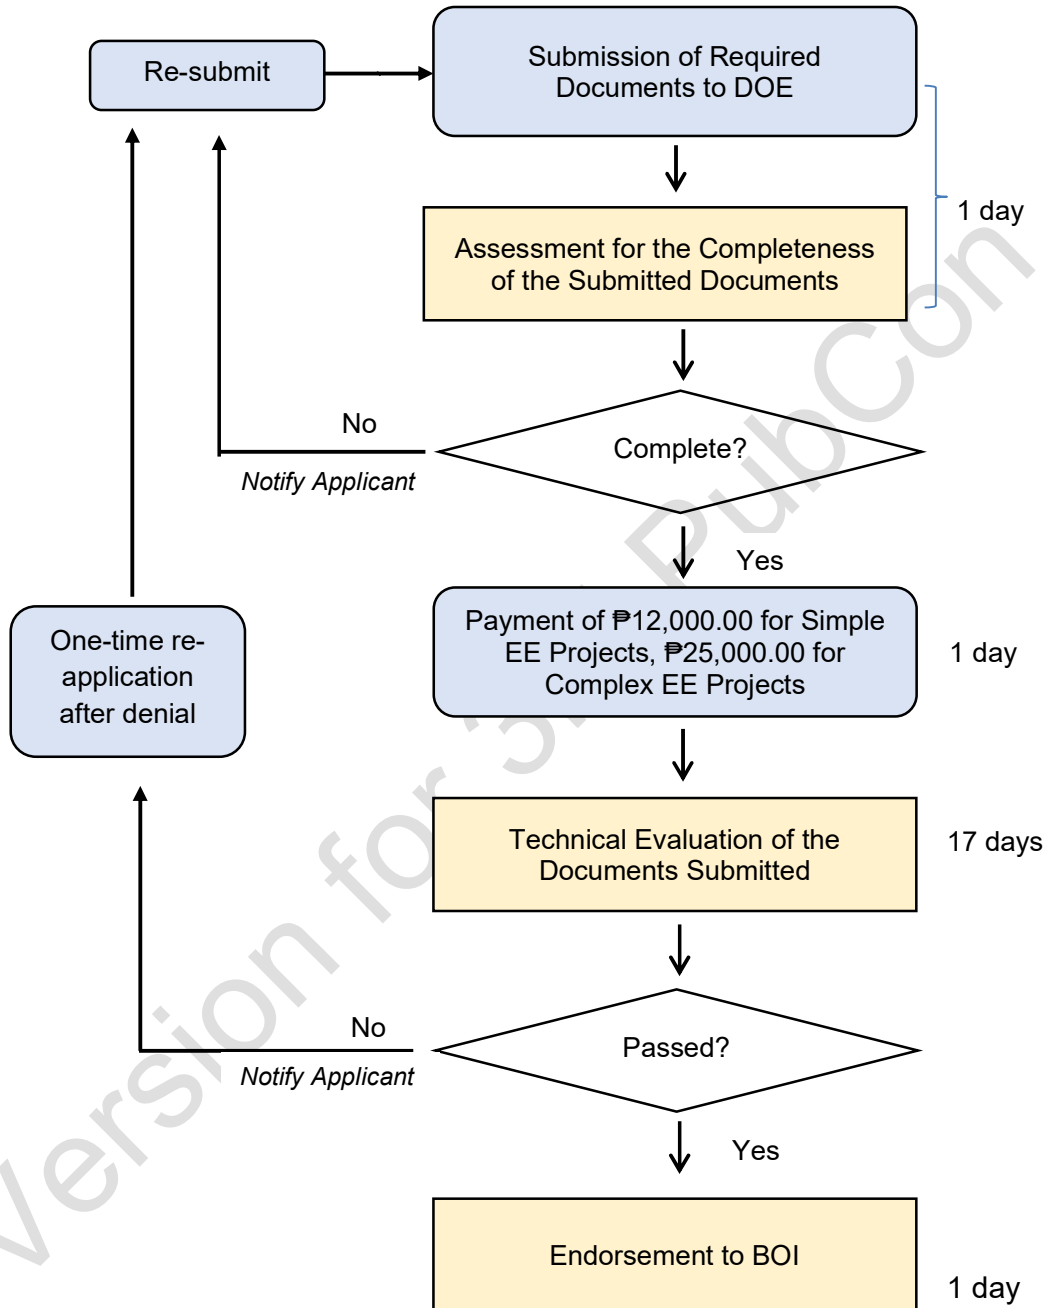 Re-submit
Submission of Required
Documents to DOE
1 day
Assessment for the Completeness
of the Submitted Documents
Complete?
No
Notify Applicant
Yes
One-time re-
application
after denial
Payment of ₱12,000.00 for Simple
EE Projects, ₱25,000.00 for
Complex EE Projects
1 day
Technical Evaluation of the
Documents Submitted
17 days
Passed?
No
Notify Applicant
Yes
Endorsement to BOI
1 day
Version for PubCon